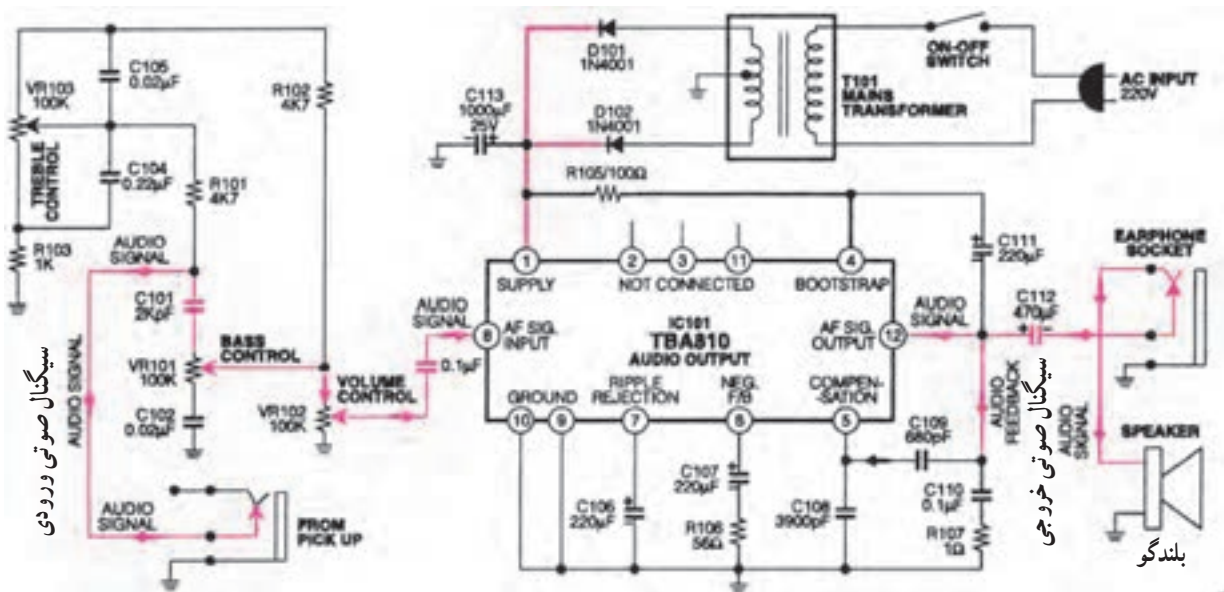 C105
0.02µF
VR103
100K
TREBLE
CONTROL
C104
0.22µF
R102
4K7
R101
4K7
R103
1K
AUDIO
SIGNAL
C101
2KpF
BASS
CONTROL
VR101
100K
C102
0.02µF
VOLUME
CONTROL
VR102
100K
AUDIO SIGNAL
سیگنال صوتی ورودی
AUDIO
SIGNAL
FROM
PICK UP
D101
1N4001
C113
1000µF
25V
D102
1N4001
T101
MAINS
TRANSFORMER
ON-OFF
SWITCH
AC INPUT
220V
R105/100Ω
1
2
3
11
4
SUPPLY
NOT CONNECTED
BOOTSTRAP
AUDIO
SIGNAL
0.1µF
8
AF SIG.
INPUT
IC101
TBA810
AUDIO OUTPUT
AF SIG.
OUTPUT
12
GROUND
RIPPLE
REJECTION
NEG.
F/B
COMPEN-
-SATION
10
9
7
6
5
C111
220µF
AUDIO
SIGNAL
C112
470µF
EARPHONE
SOCKET
C109
680pF
AUDIO
FEEDBACK
سیگنال صوتی خروجی
AUDIO
SIGNAL
C107
220µF
C106
220µF
R106
56Ω
C108
3900pF
C110
0.1µF
R107
1Ω
SPEAKER
بلندگو